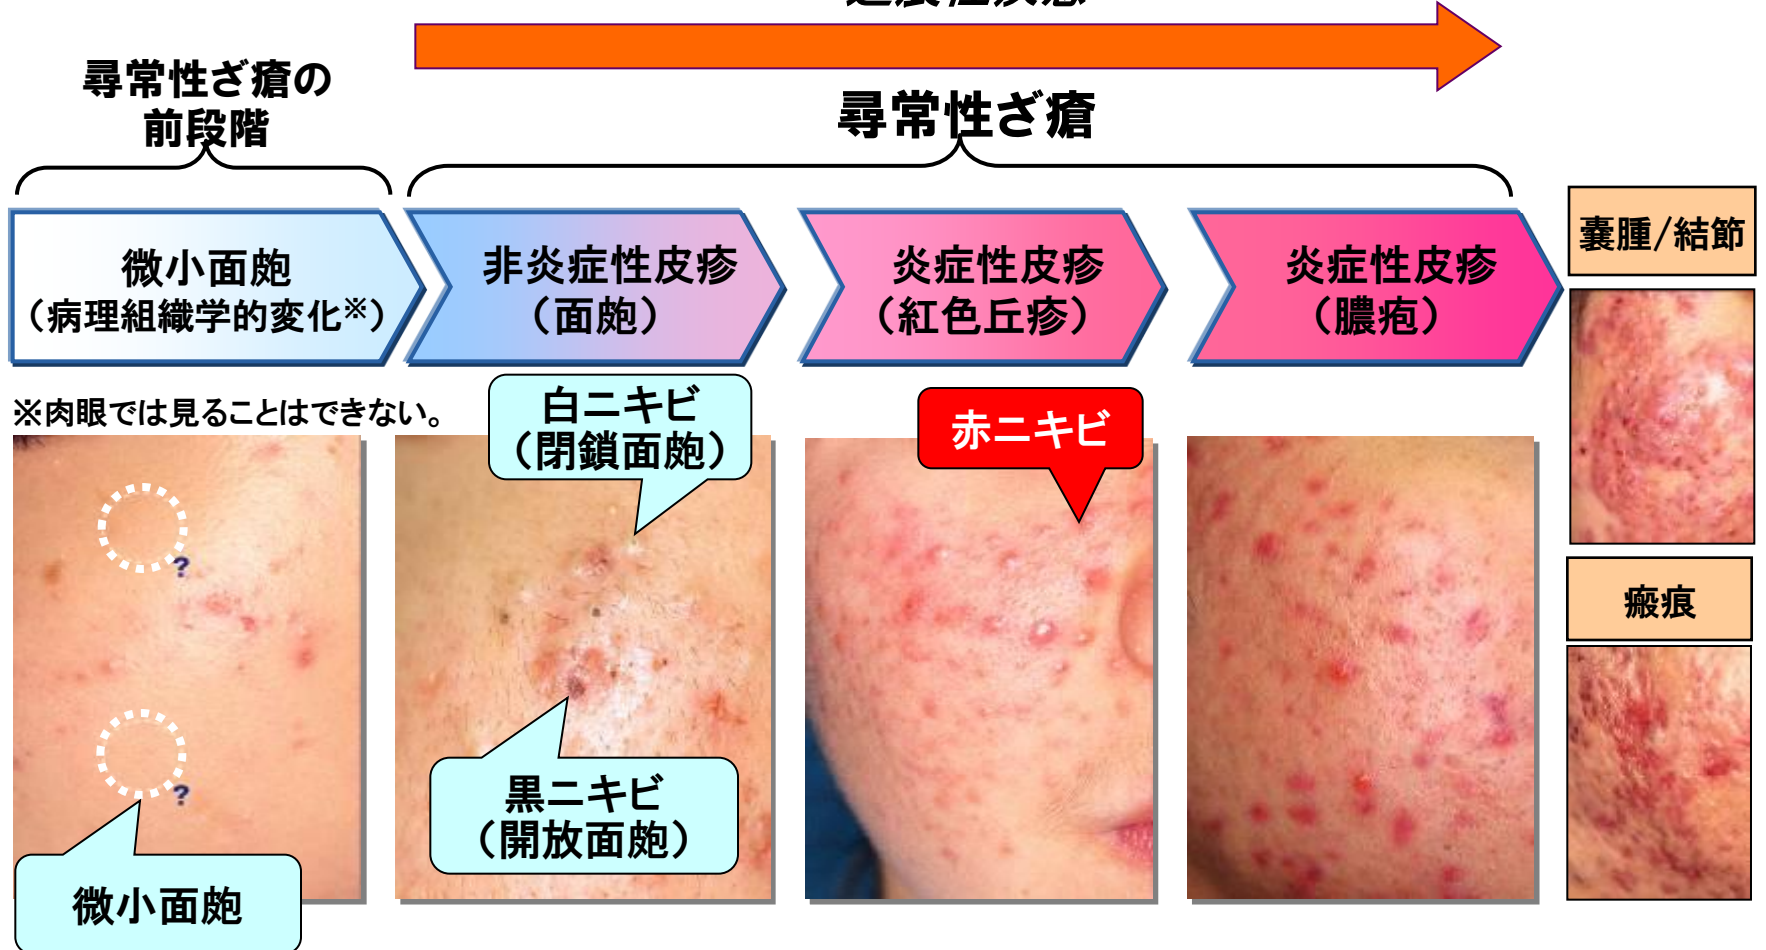 尋常性ざ瘡の
前段階
尋常性ざ瘡
微小面皰
（病理組織学的変化※）
非炎症性皮疹
（面皰）
炎症性皮疹
（紅色丘疹）
炎症性皮疹
（膿疱）
嚢腫/結節
※肉眼では見ることはできない。
白ニキビ
（閉鎖面皰）
赤ニキビ
?
瘢痕
黒ニキビ
（開放面皰）
?
微小面皰